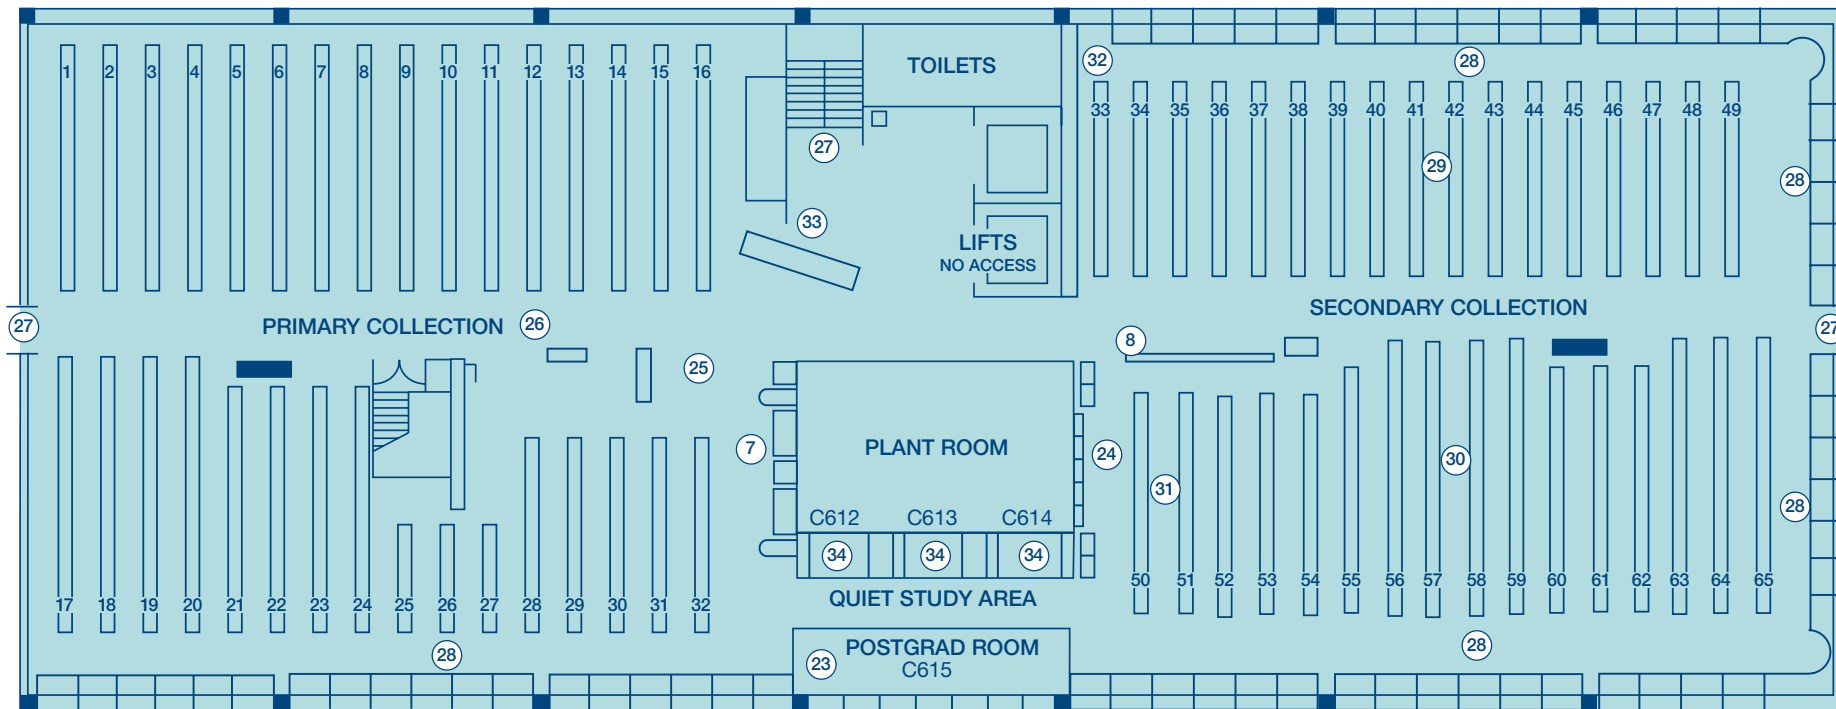 TOILETS
32
28
1 2 3 4 5 6 7 8 9 10 11 12 13 14 15 16
33 34 35 36 37 38 39 40 41 42 43 44 45 46 47 48 49
27
29
28
33
LIFTS
NO ACCESS
SECONDARY COLLECTION
27
PRIMARY COLLECTION
26
27
8
25
7
PLANT ROOM
24
30
31
28
C612 C613 C614
34 34 34
50 51 52 53 54 55 56 57 58 59 60 61 62 63 64 65
QUIET STUDY AREA
17 18 19 20 21 22 23 24 25 26 27 28 29 30 31 32
28
28
POSTGRAD ROOM
23
C615